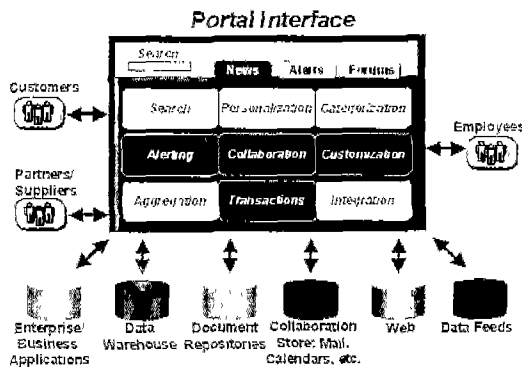 Portal Interface
Search
News Alerts Forums
Customers
Search Personalization Categorization
Employees
Alerting Collaboration Customization
Partners/
Suppliers
Aggregation Transactions Integration
Enterprise/
Business
Applications
Data
Warehouse
Document
Repositories
Collaboration
Store: Mail,
Calendars, etc.
Web
Data Feeds